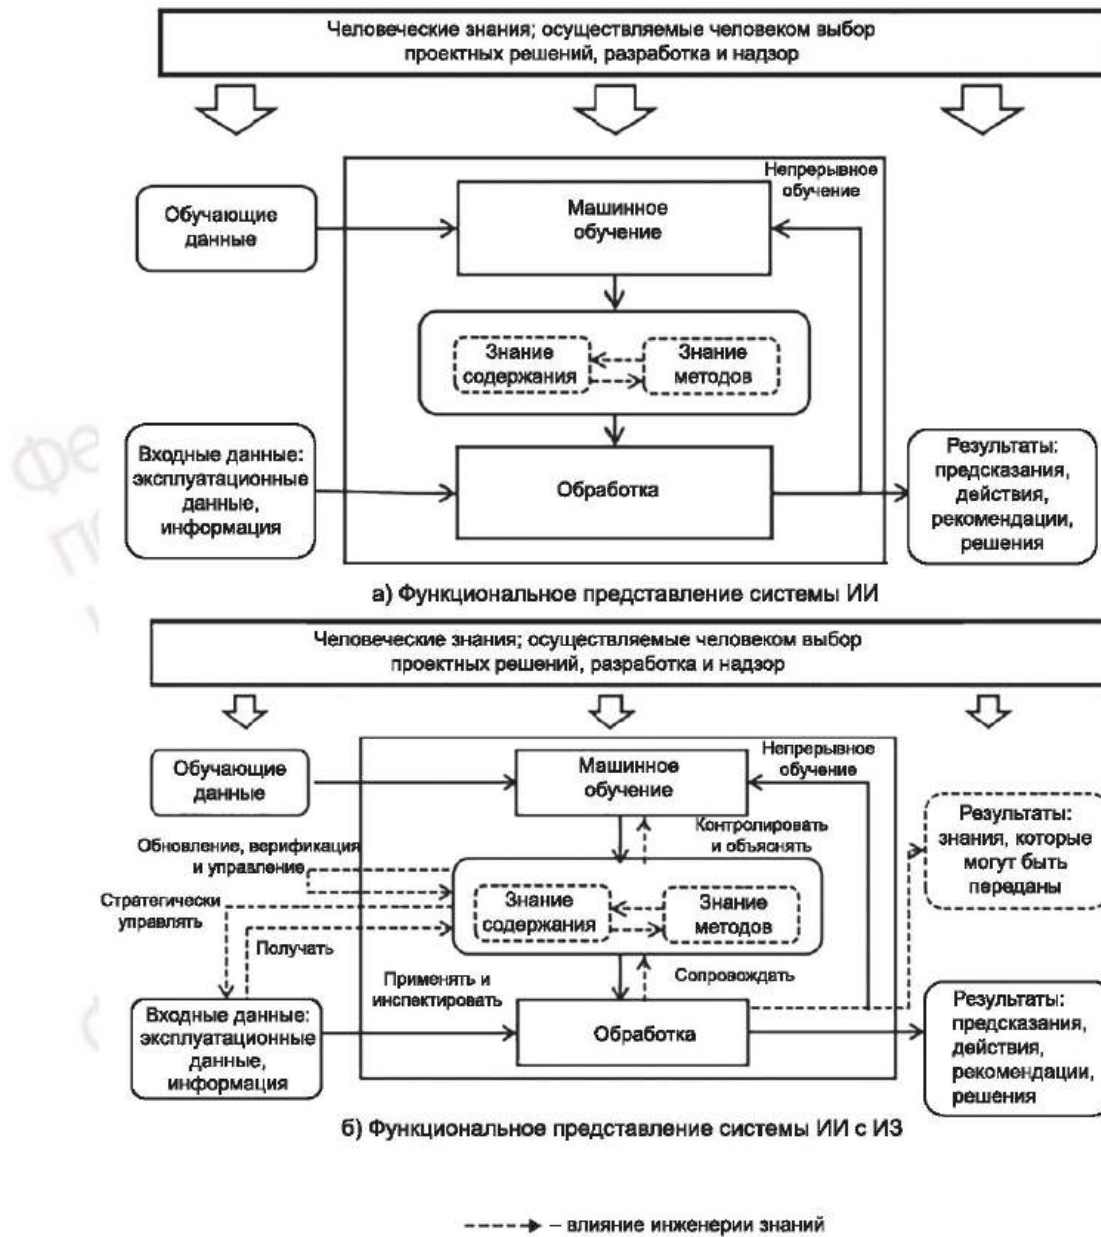 Человеческие знания; осуществляемые человеком выбор
проектных решений, разработка и надзор
Непрерывное
обучение
Обучающие
данные
Машинное
обучение
Знание
содержания
Знание
методов
Входные данные:
эксплуатационные
данные,
информация
Обработка
Результаты:
предсказания,
действия,
рекомендации,
решения
а) Функциональное представление системы ИИ
Человеческие знания; осуществляемые человеком выбор
проектных решений, разработка и надзор
Обучающие
данные
Машинное
обучение
Непрерывное
обучение
Контролировать
и объяснять
Результаты:
знания, которые
могут быть
переданы
Обновление, верификация
и управление
Стратегически
управлять
Знание
содержания
Знание
методов
Получать
Применять и
инспектировать
Сопровождать
Входные данные:
эксплуатационные
данные,
информация
Обработка
Результаты:
предсказания,
действия,
рекомендации,
решения
б) Функциональное представление системы ИИ с ИЗ
– влияние инженерии знаний